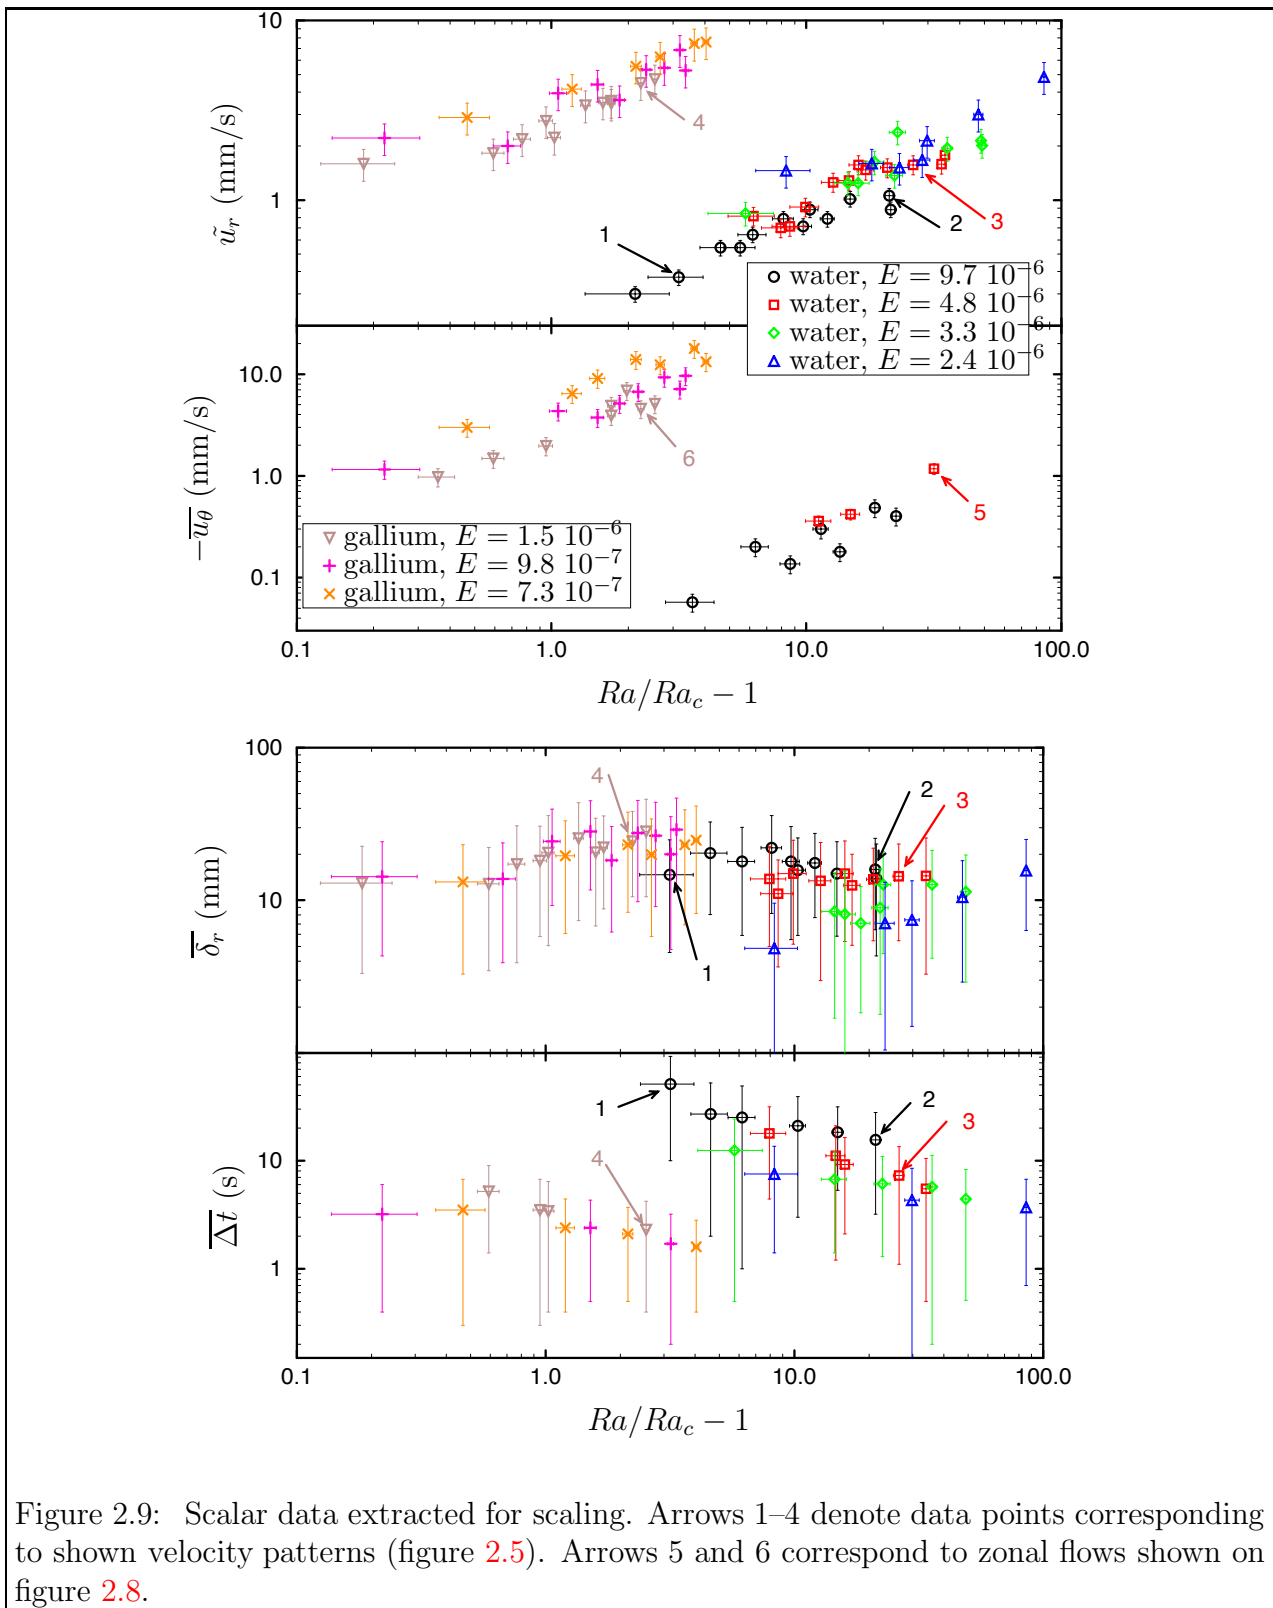 10
1
ũ_r (mm/s)
4
3
2
1
water, E = 9.7 10^{-6}
water, E = 4.8 10^{-6}
water, E = 3.3 10^{-6}
water, E = 2.4 10^{-6}
10.0
1.0
0.1
−\overline{u_θ} (mm/s)
6
5
gallium, E = 1.5 10^{-6}
gallium, E = 9.8 10^{-7}
gallium, E = 7.3 10^{-7}
0.1 1.0 10.0 100.0
Ra/Ra_c − 1
100
10
\overline{δ_r} (mm)
4
2
3
1
10
1
\overline{Δt} (s)
1
2
3
4
0.1 1.0 10.0 100.0
Ra/Ra_c − 1
Figure 2.9: Scalar data extracted for scaling. Arrows 1–4 denote data points corresponding
to shown velocity patterns (figure 2.5). Arrows 5 and 6 correspond to zonal flows shown on
figure 2.8.